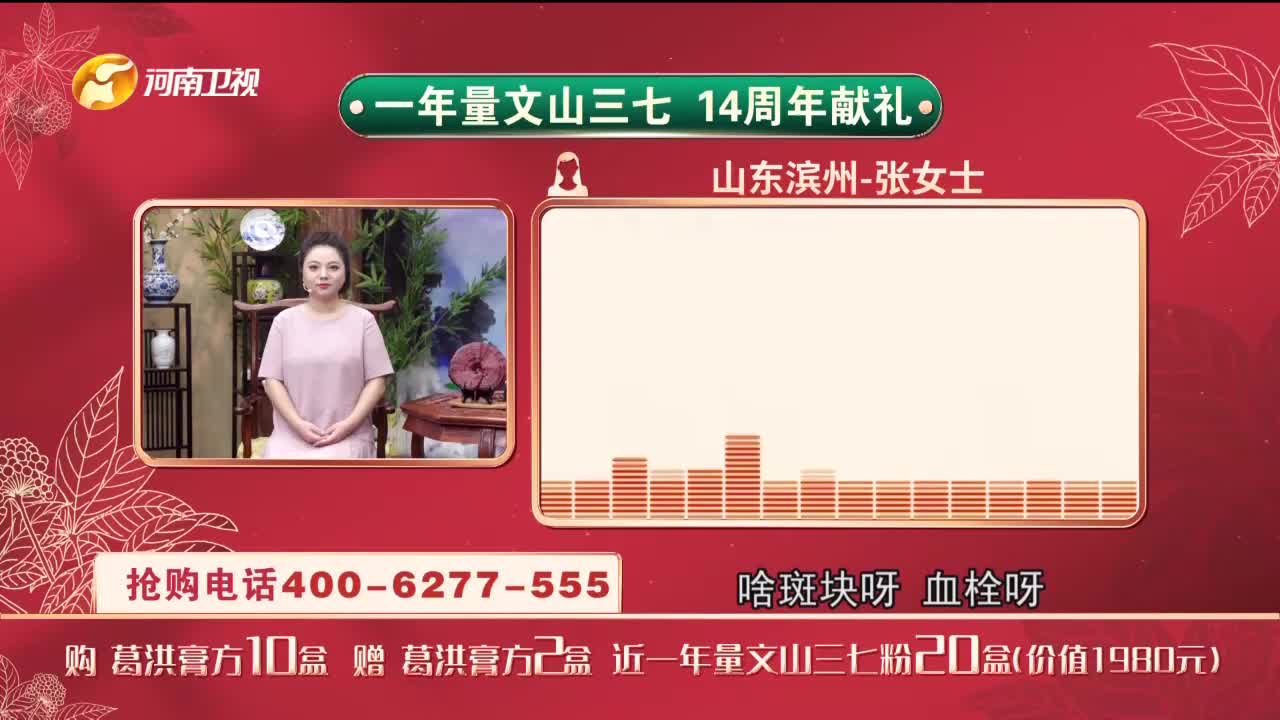 河南卫视
一年量文山三七 14周年献礼
山东滨州-张女士
抢购电话400-6277-555
啥斑块呀 血栓呀
购 葛洪膏方10盒 赠 葛洪膏方2盒 近一年量文山三七粉20盒(价值1980元)